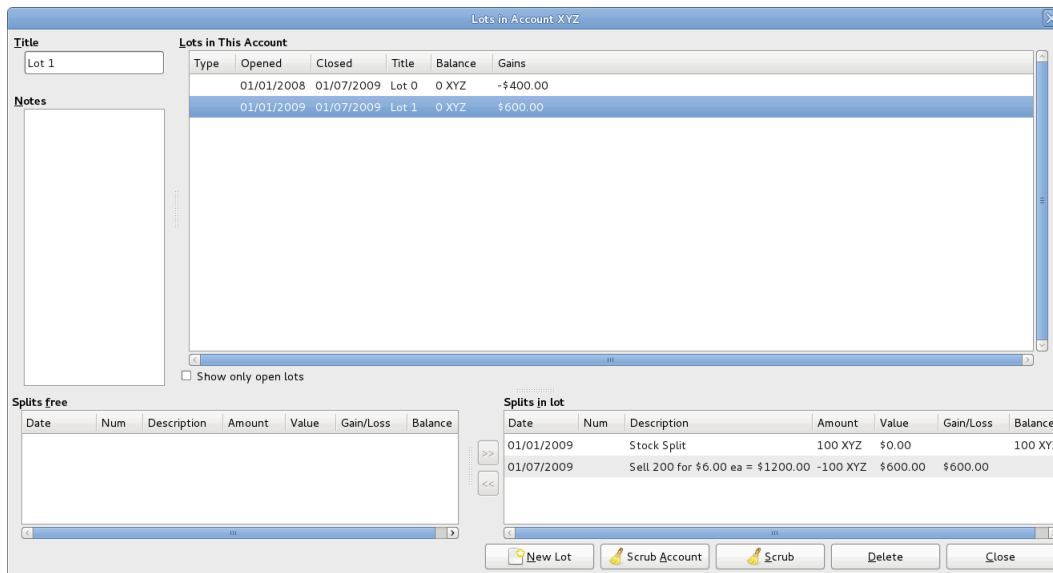 Lots in Account XYZ
Title
Lot 1
Notes
Lots in This Account
Type Opened Closed Title Balance Gains
01/01/2008 01/07/2009 Lot 0 0 XYZ -$400.00
01/01/2009 01/07/2009 Lot 1 0 XYZ $600.00
Show only open lots
Splits free
Date Num Description Amount Value Gain/Loss Balance
>>
<<
Splits in lot
Date Num Description Amount Value Gain/Loss Balance
01/01/2009 Stock Split 100 XYZ $0.00 100 XY
01/07/2009 Sell 200 for $6.00 ea = $1200.00 -100 XYZ $600.00 $600.00
New Lot Scrub Account Scrub Delete Close